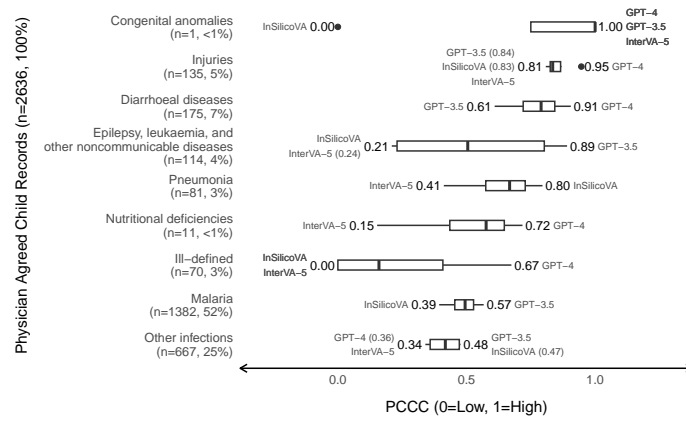 Physician Agreed Child Records (n=2636, 100%)
Congenital anomalies
(n=1, <1%)
InSilicoVA 0.00
1.00
GPT−4
GPT−3.5
InterVA−5
Injuries
(n=135, 5%)
GPT−3.5 (0.84)
InSilicoVA (0.83)
InterVA−5
0.81
0.95 GPT−4
Diarrhoeal diseases
(n=175, 7%)
GPT−3.5 0.61
0.91 GPT−4
Epilepsy, leukaemia, and
other noncommunicable diseases
(n=114, 4%)
InSilicoVA
InterVA−5 (0.24)
0.21
0.89 GPT−3.5
Pneumonia
(n=81, 3%)
InterVA−5 0.41
0.80 InSilicoVA
Nutritional deficiencies
(n=11, <1%)
InterVA−5 0.15
0.72 GPT−4
Ill−defined
(n=70, 3%)
InSilicoVA
InterVA−5
0.00
0.67 GPT−4
Malaria
(n=1382, 52%)
InSilicoVA 0.39
0.57 GPT−3.5
Other infections
(n=667, 25%)
GPT−4 (0.36)
InterVA−5
0.34
0.48
GPT−3.5
InSilicoVA (0.47)
0.0 0.5 1.0
PCCC (0=Low, 1=High)